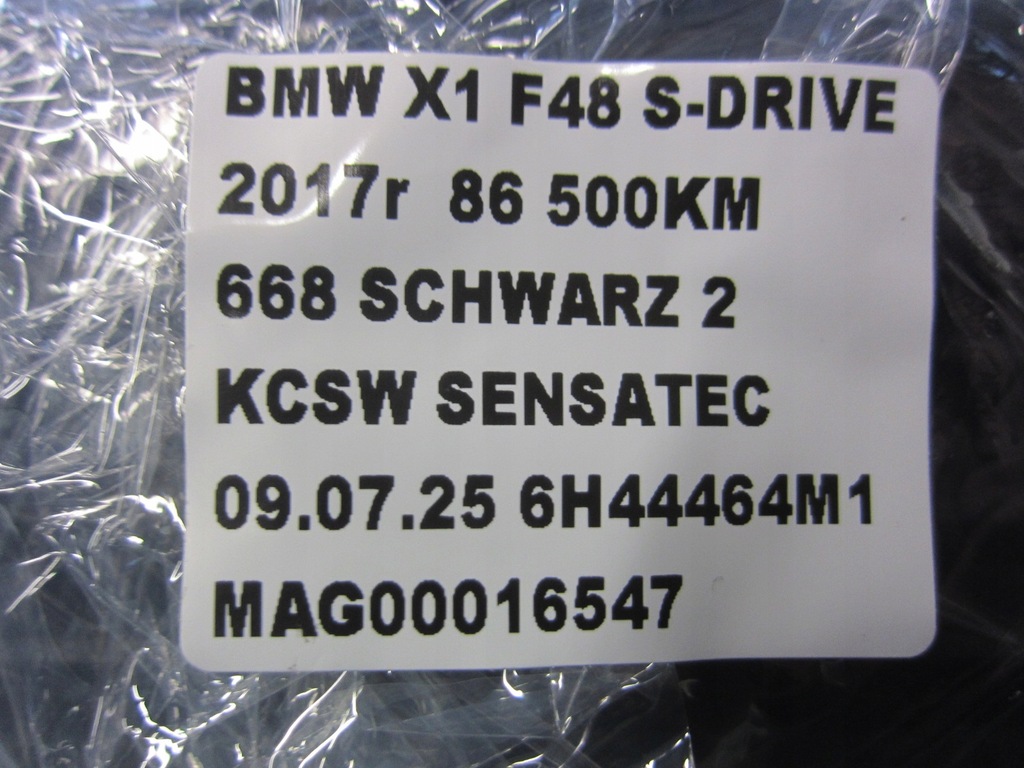 BMW X1 F48 S-DRIVE
2017r 86 500KM
668 SCHWARZ 2
KCSW SENSATEC
09.07.25 6H44464M1
MAG00016547